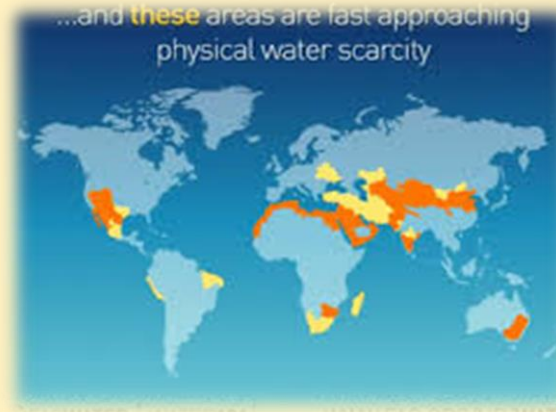 ...and these areas are fast approaching
physical water scarcity